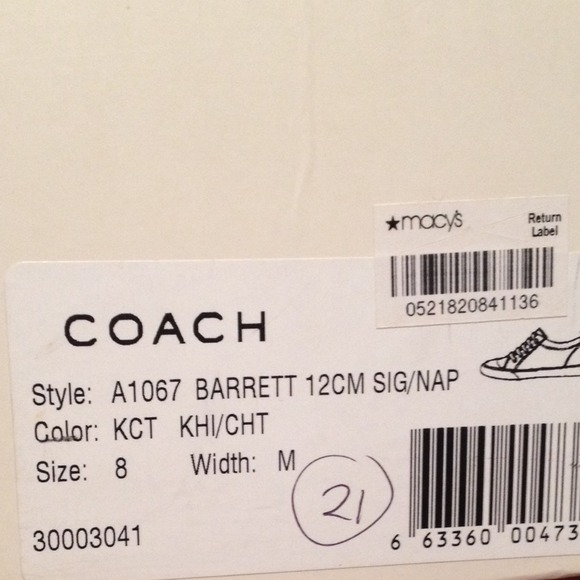 ★macy's
Return
Label
0521820841136
COACH
Style: A1067 BARRETT 12CM SIG/NAP
Color: KCT KHI/CHT
Size: 8 Width: M
21
30003041
6 63360 00473